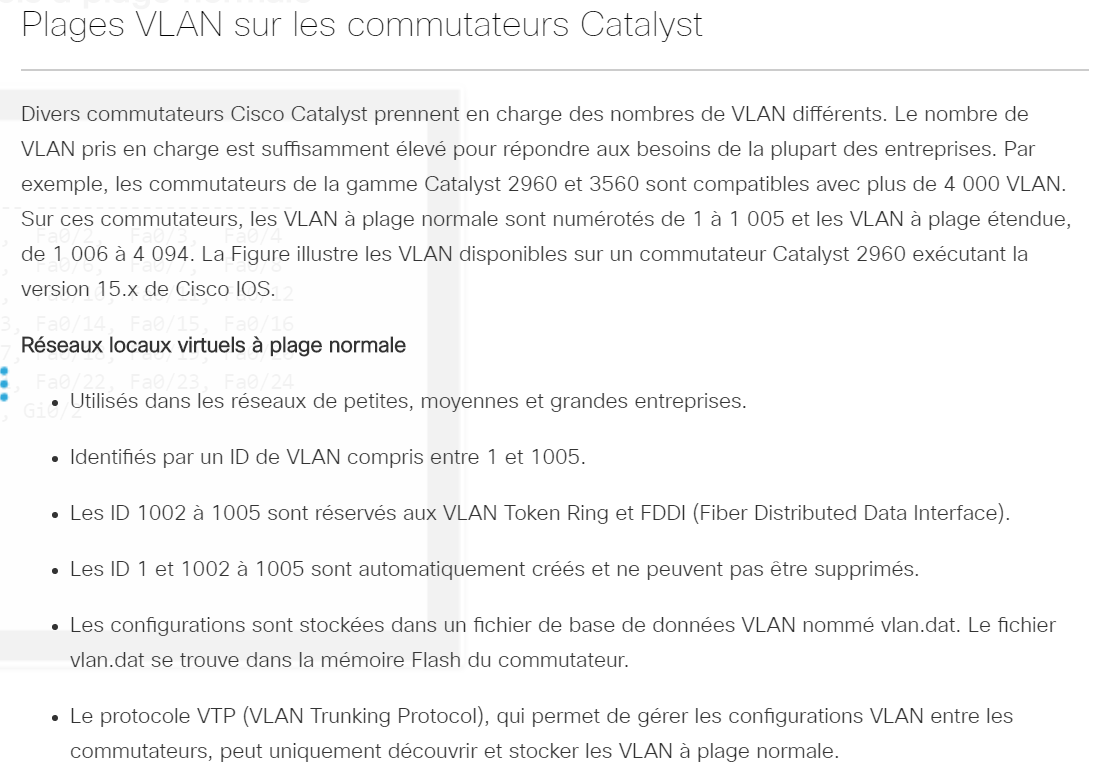 Plages VLAN sur les commutateurs Catalyst
Divers commutateurs Cisco Catalyst prennent en charge des nombres de VLAN différents. Le nombre de
VLAN pris en charge est suffisamment élevé pour répondre aux besoins de la plupart des entreprises. Par
exemple, les commutateurs de la gamme Catalyst 2960 et 3560 sont compatibles avec plus de 4 000 VLAN.
Sur ces commutateurs, les VLAN à plage normale sont numérotés de 1 à 1 005 et les VLAN à plage étendue,
de 1 006 à 4 094. La Figure illustre les VLAN disponibles sur un commutateur Catalyst 2960 exécutant la
version 15.x de Cisco IOS.
Réseaux locaux virtuels à plage normale
• Utilisés dans les réseaux de petites, moyennes et grandes entreprises.
• Identifiés par un ID de VLAN compris entre 1 et 1005.
• Les ID 1002 à 1005 sont réservés aux VLAN Token Ring et FDDI (Fiber Distributed Data Interface).
• Les ID 1 et 1002 à 1005 sont automatiquement créés et ne peuvent pas être supprimés.
• Les configurations sont stockées dans un fichier de base de données VLAN nommé vlan.dat. Le fichier
vlan.dat se trouve dans la mémoire Flash du commutateur.
• Le protocole VTP (VLAN Trunking Protocol), qui permet de gérer les configurations VLAN entre les
commutateurs, peut uniquement découvrir et stocker les VLAN à plage normale.